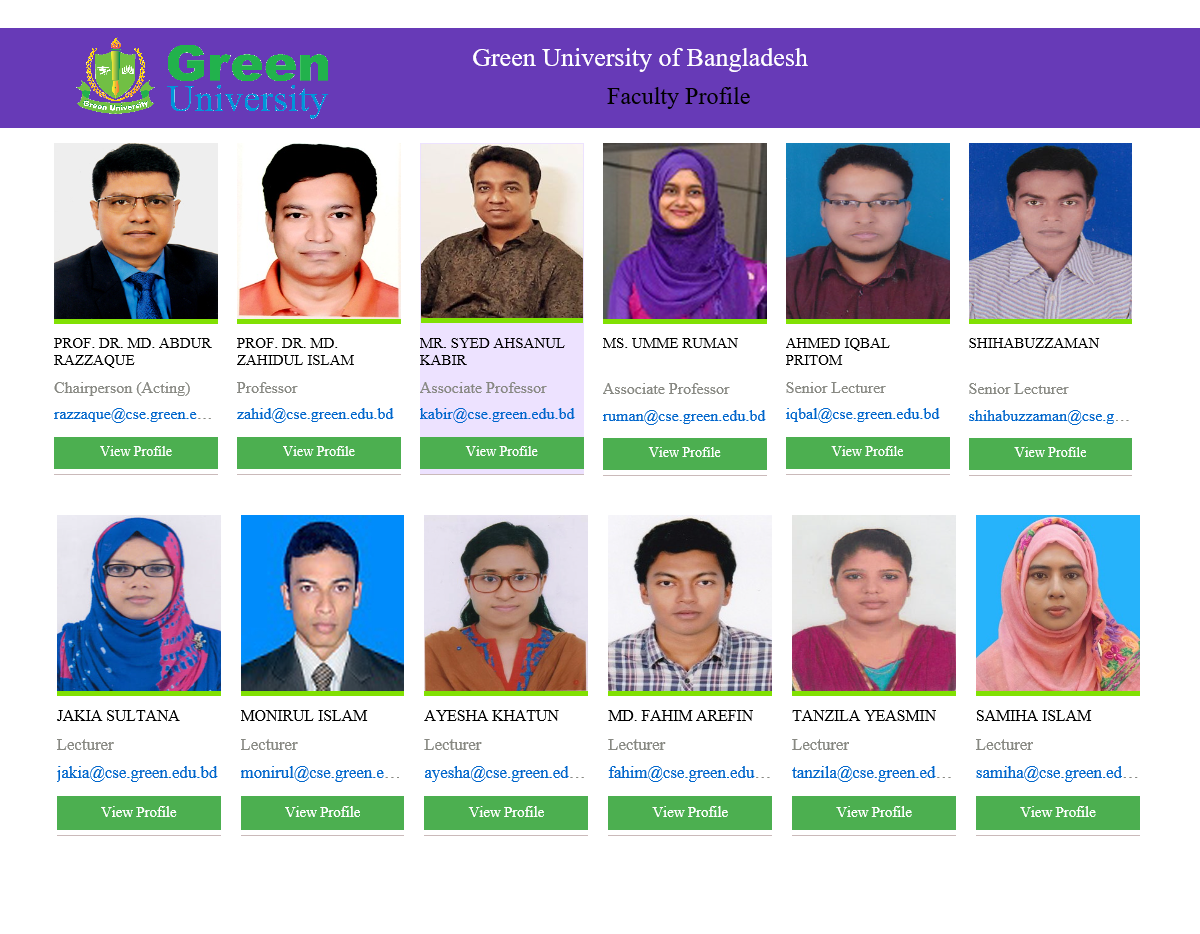 Green University
Green
University
Green University of Bangladesh
Faculty Profile
PROF. DR. MD. ABDUR
RAZZAQUE
Chairperson (Acting)
razzaque@cse.green.e...
View Profile
PROF. DR. MD.
ZAHIDUL ISLAM
Professor
zahid@cse.green.edu.bd
View Profile
MR. SYED AHSANUL
KABIR
Associate Professor
kabir@cse.green.edu.bd
View Profile
MS. UMME RUMAN
Associate Professor
ruman@cse.green.edu.bd
View Profile
AHMED IQBAL
PRITOM
Senior Lecturer
iqbal@cse.green.edu.bd
View Profile
SHIHABUZZAMAN
Senior Lecturer
shihabuzzaman@cse.g...
View Profile
JAKIA SULTANA
Lecturer
jakia@cse.green.edu.bd
View Profile
MONIRUL ISLAM
Lecturer
monirul@cse.green.e...
View Profile
AYESHA KHATUN
Lecturer
ayesha@cse.green.ed...
View Profile
MD. FAHIM AREFIN
Lecturer
fahim@cse.green.edu...
View Profile
TANZILA YEASMIN
Lecturer
tanzila@cse.green.ed...
View Profile
SAMIHA ISLAM
Lecturer
samiha@cse.green.ed...
View Profile